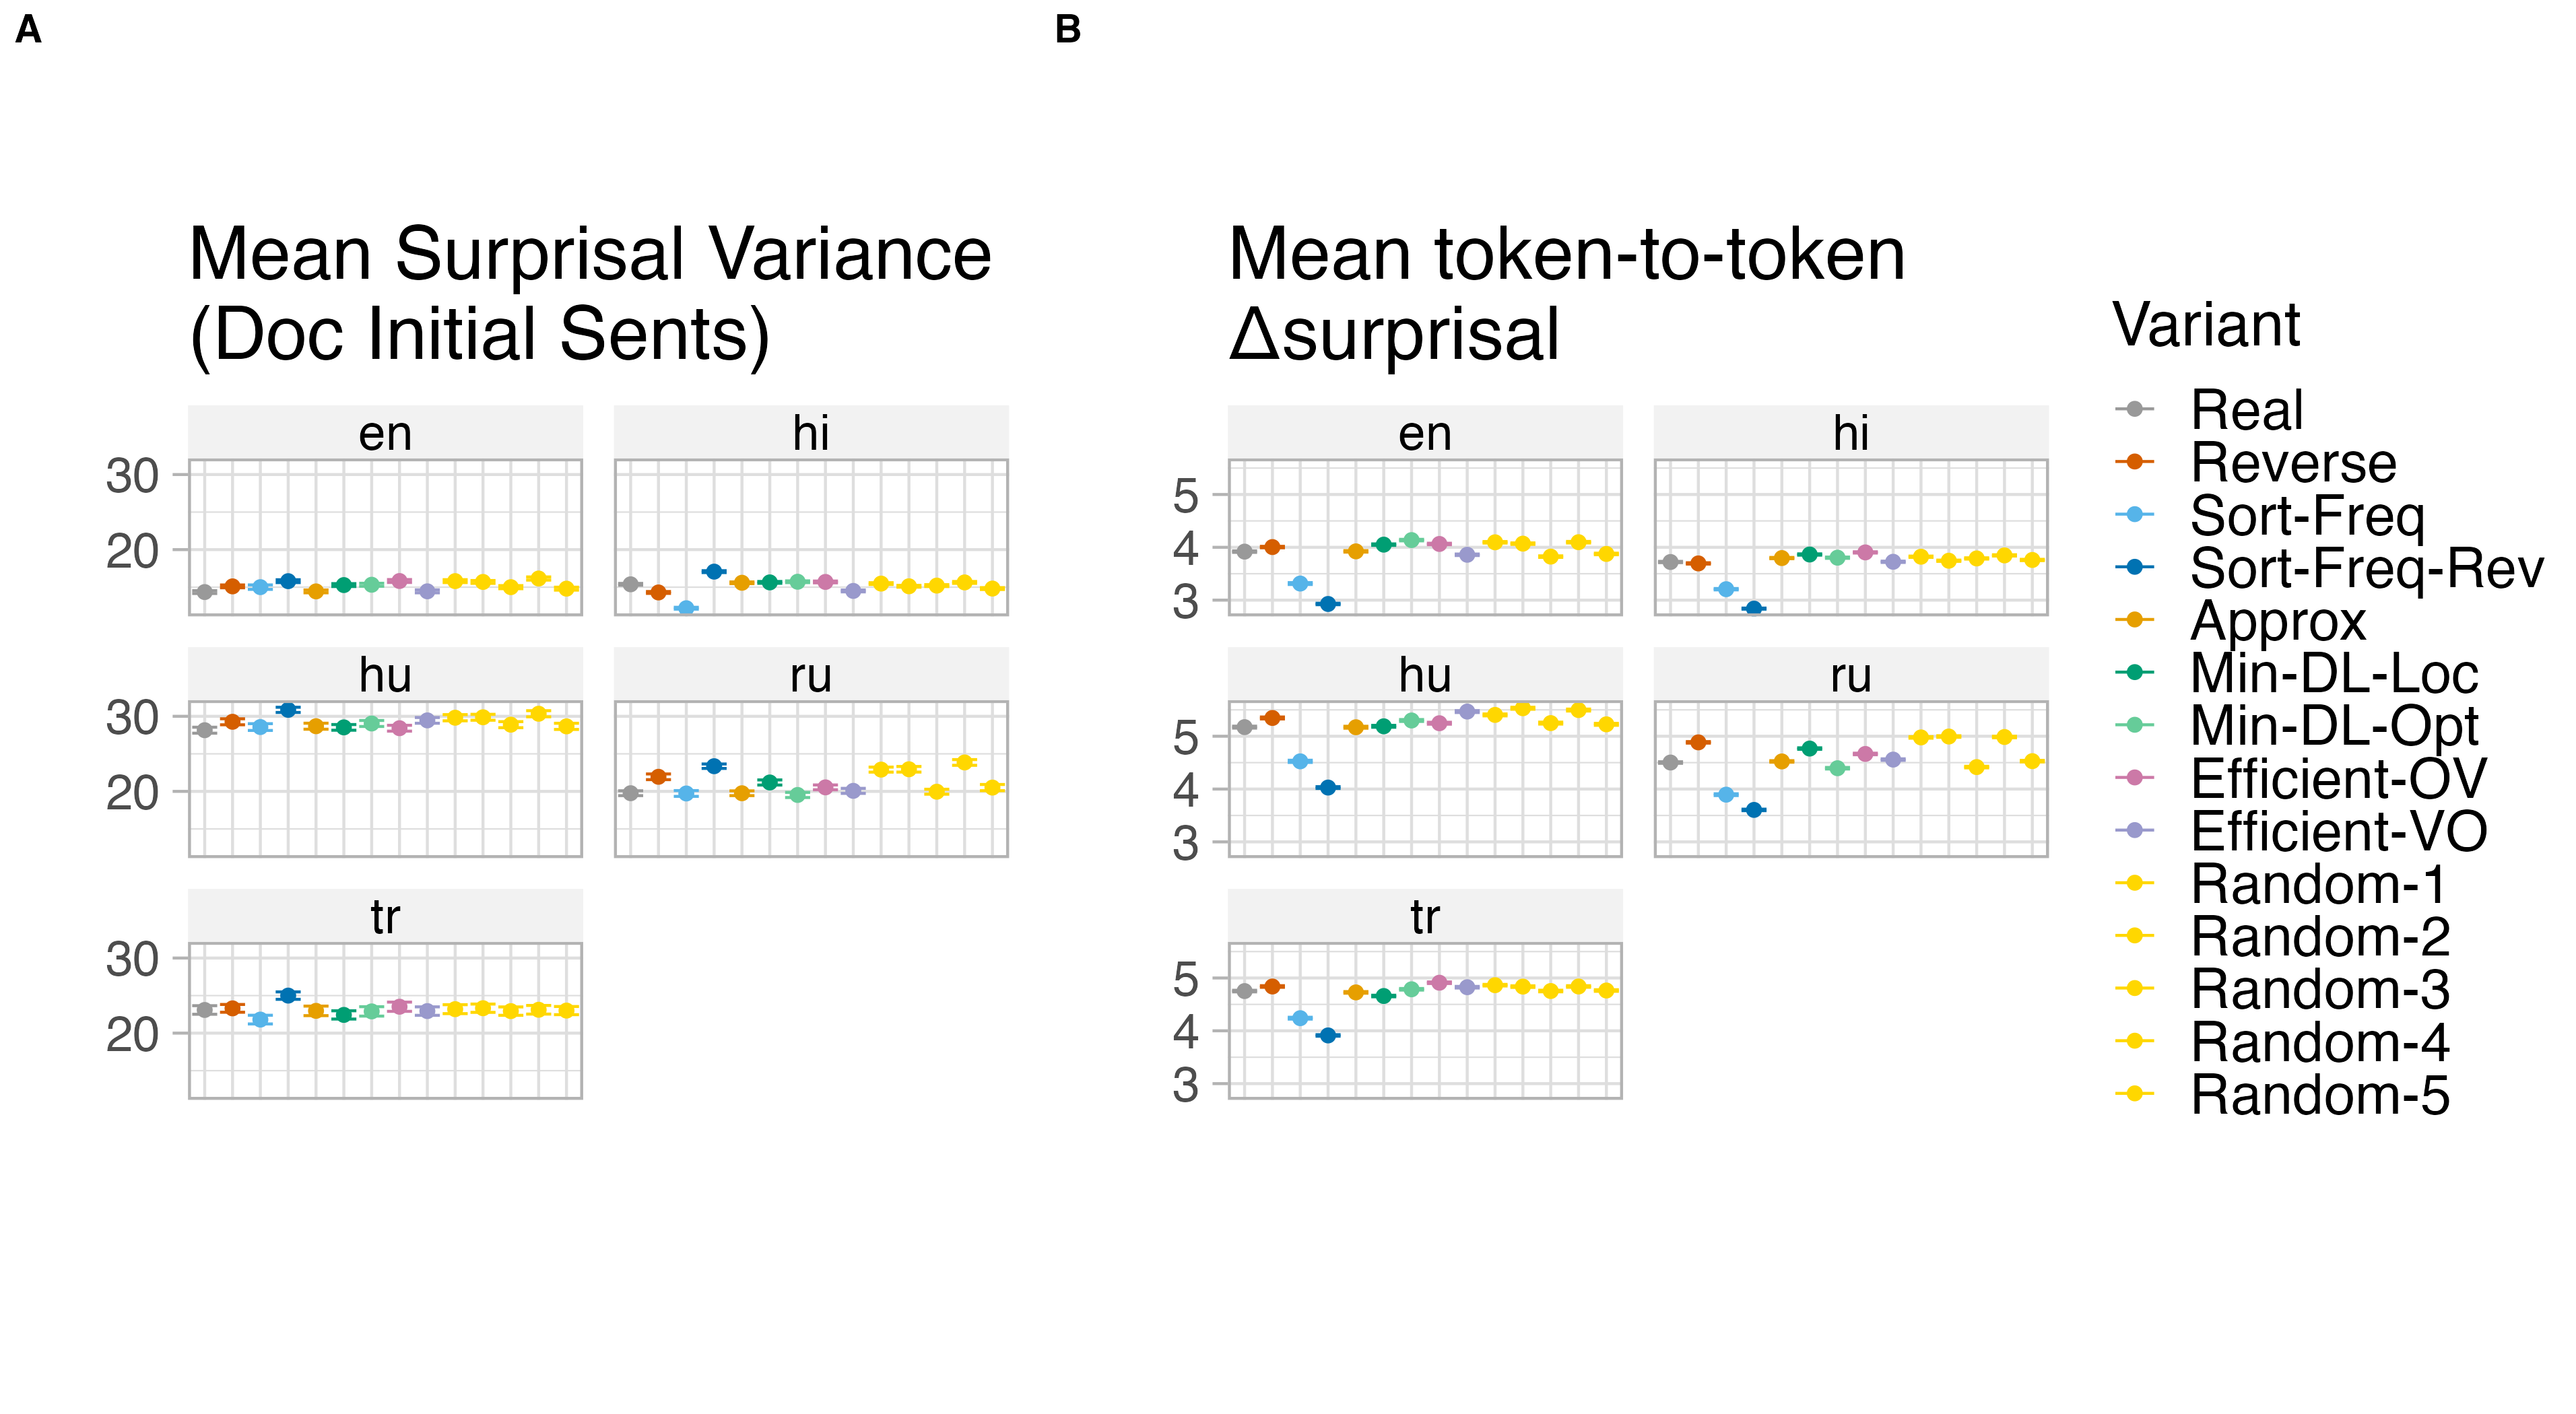 A
Mean Surprisal Variance
(Doc Initial Sents)
en
hi
30
20
hu
ru
30
20
tr
30
20
B
Mean token-to-token
Δsurprisal
en
hi
5
4
3
hu
ru
5
4
3
tr
5
4
3
Variant
Real
Reverse
Sort-Freq
Sort-Freq-Rev
Approx
Min-DL-Loc
Min-DL-Opt
Efficient-OV
Efficient-VO
Random-1
Random-2
Random-3
Random-4
Random-5